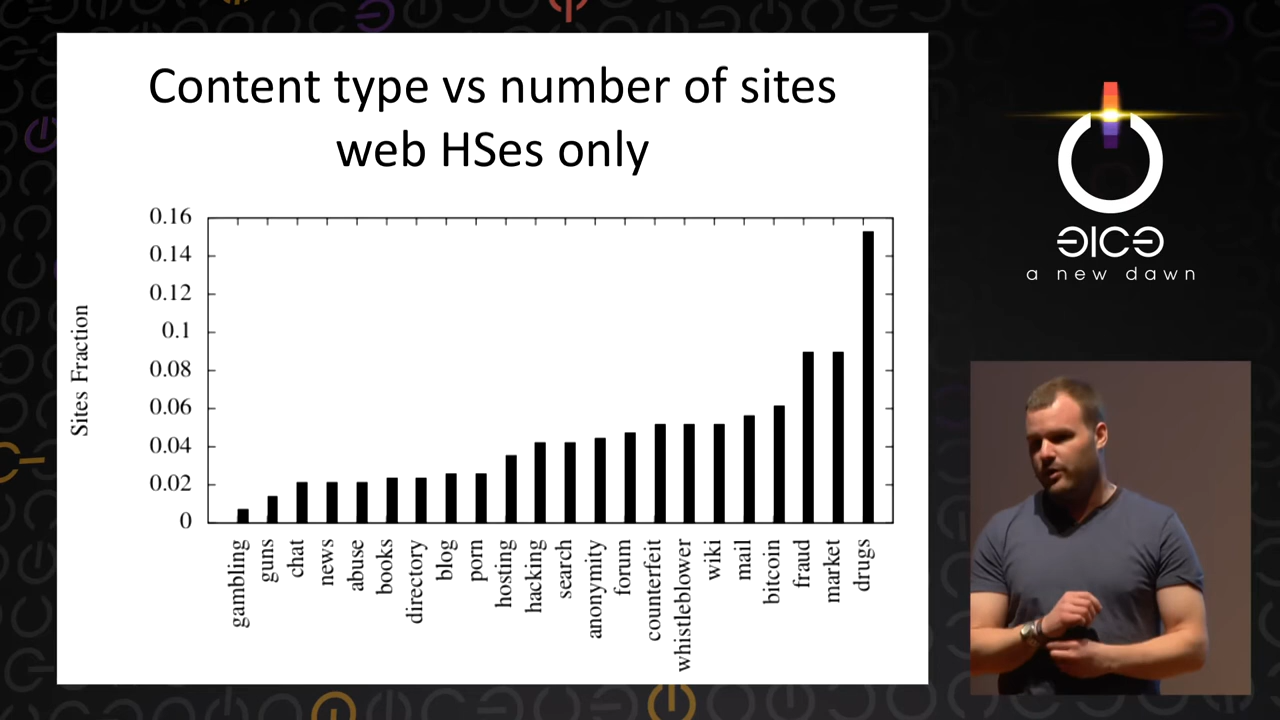 Content type vs number of sites
web HSes only
0.16
0.14
0.12
0.1
0.08
0.06
0.04
0.02
0
Sites Fraction
gambling
guns
chat
news
abuse
books
directory
blog
porn
hosting
hacking
search
anonymity
forum
counterfeit
whistleblower
wiki
mail
bitcoin
fraud
market
drugs
a new dawn